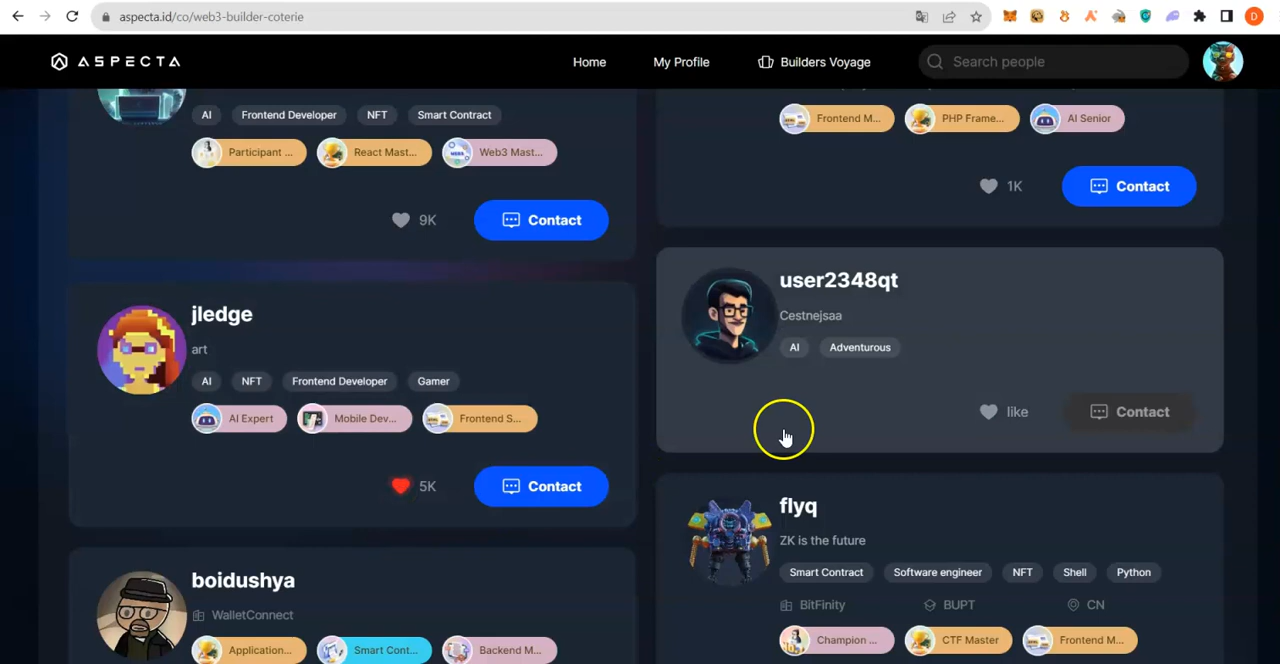 aspecta.id/co/web3-builder-coterie
D
ASPECTA
Home
My Profile
Builders Voyage
Search people
AI
Frontend Developer
NFT
Smart Contract
Participant ...
React Mast...
WEB3
Web3 Mast...
9K
Contact
jledge
art
AI
NFT
Frontend Developer
Gamer
AI Expert
Mobile Dev...
Frontend S...
5K
Contact
boidushya
WalletConnect
Application...
Smart Cont...
Backend M...
Frontend M...
PHP Frame...
AI Senior
1K
Contact
user2348qt
Cestnejsaa
AI
Adventurous
like
Contact
flyq
ZK is the future
Smart Contract
Software engineer
NFT
Shell
Python
BitFinity
BUPT
CN
Champion ...
CTF Master
Frontend M...